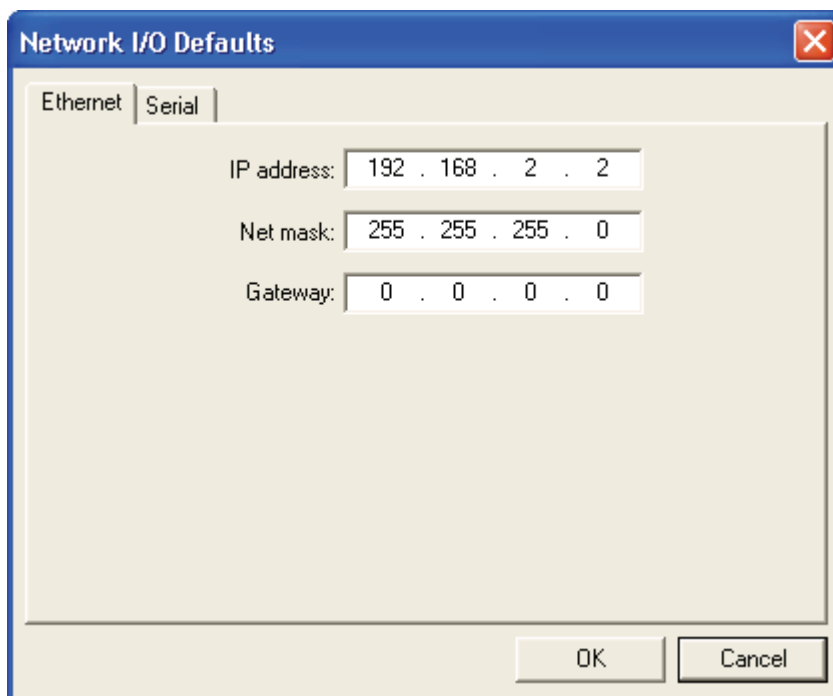 Network I/O Defaults
Ethernet Serial
IP address: 192 . 168 . 2 . 2
Net mask: 255 . 255 . 255 . 0
Gateway: 0 . 0 . 0 . 0
OK Cancel